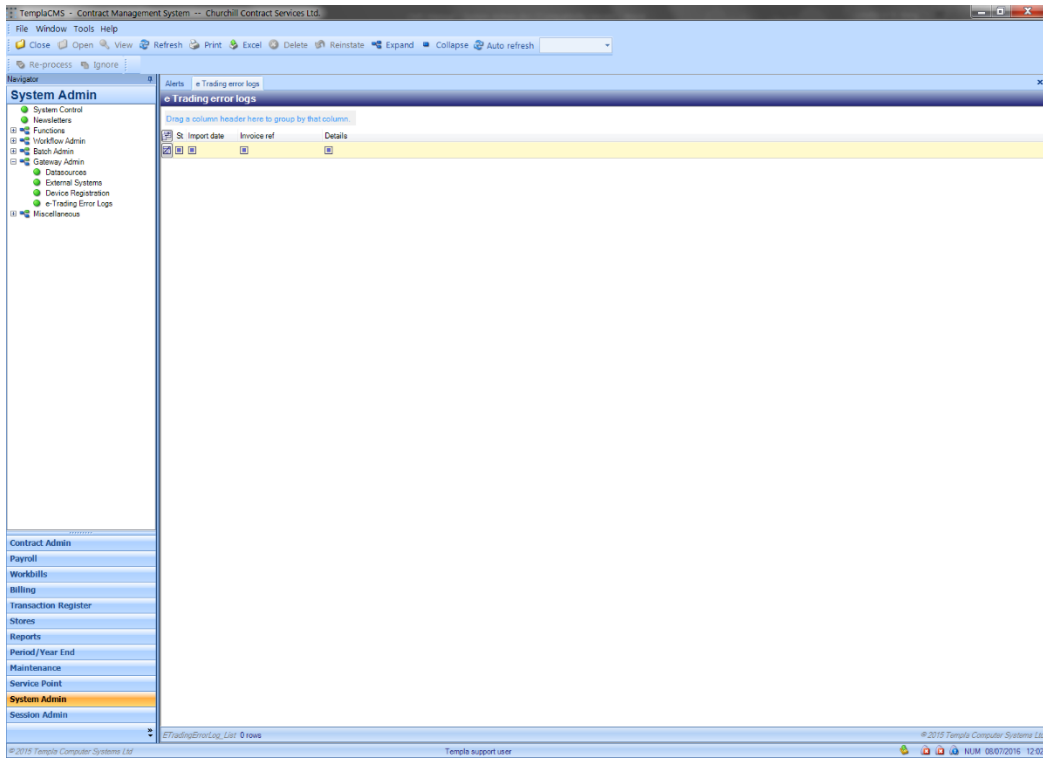 TemplaCMS - Contract Management System -- Churchill Contract Services Ltd.
File Window Tools Help
Close Open View Refresh Print Excel Delete Reinstate Expand Collapse Auto refresh
Re-process Ignore
Navigator
System Admin
System Control
Newsletters
Functions
Workflow Admin
Batch Admin
Gateway Admin
Datasources
External Systems
Device Registration
e-Trading Error Logs
Miscellaneous
Alerts e Trading error logs
e Trading error logs
Drag a column header here to group by that column.
St Import date Invoice ref Details
Contract Admin
Payroll
Workbills
Billing
Transaction Register
Stores
Reports
Period/Year End
Maintenance
Service Point
System Admin
Session Admin
ETradingErrorLog_List 0 rows
© 2015 Templa Computer Systems Ltd
© 2015 Templa Computer Systems Ltd
Templa support user
NUM 08/07/2016 12:02